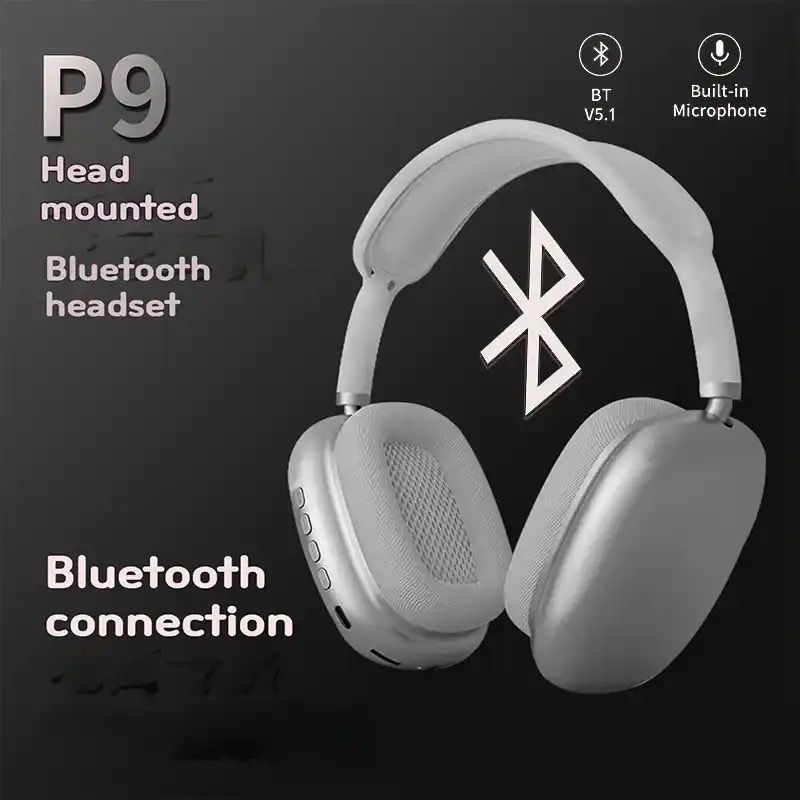 P9
Head
mounted
Bluetooth
headset
BT
V5.1
Built-in
Microphone
Bluetooth
connection